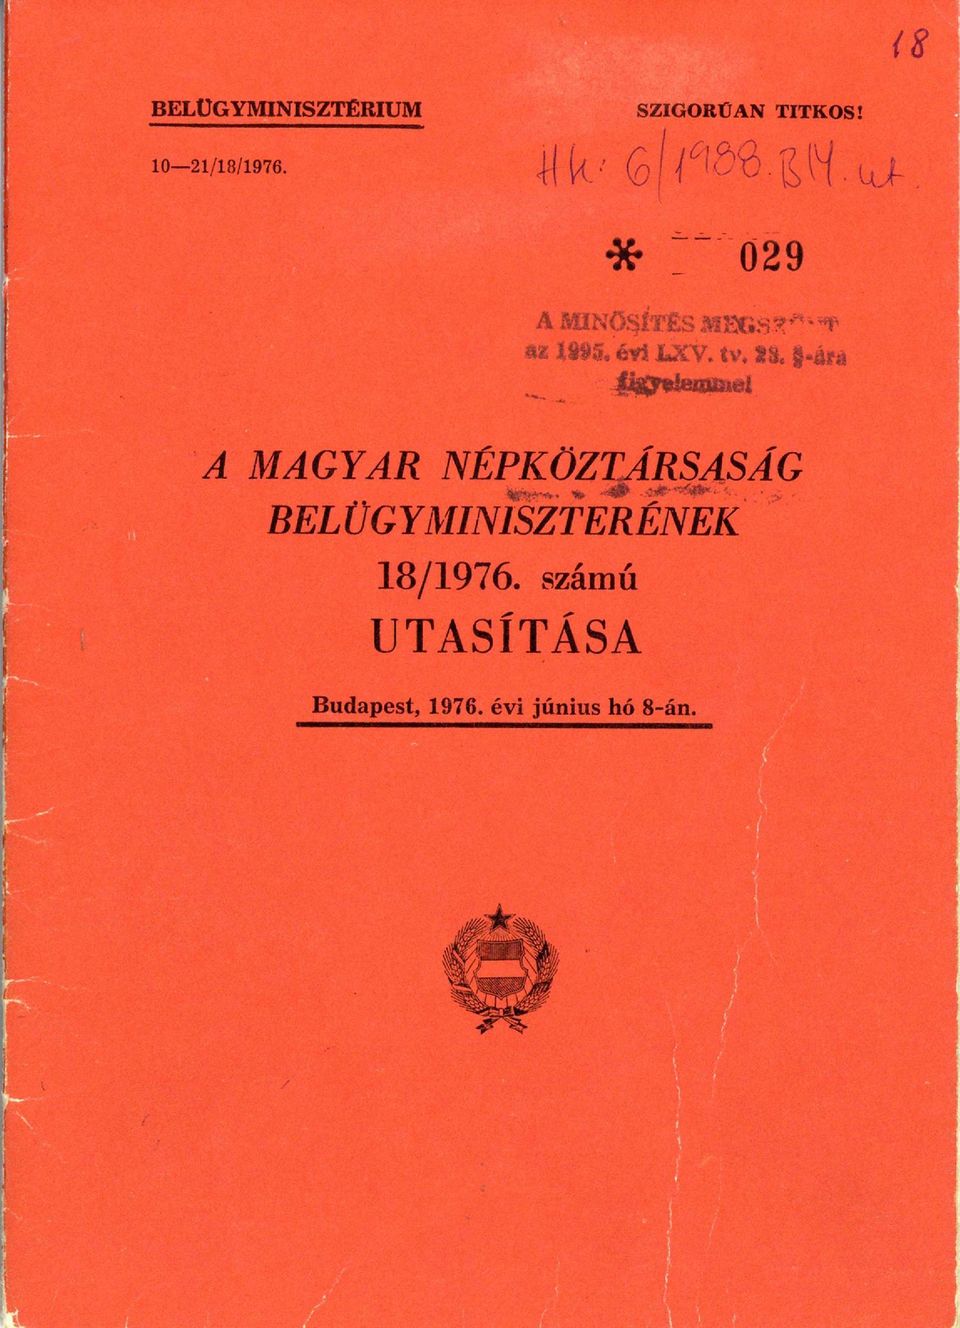 18
BELÜGYMINISZTÉRIUM
SZIGORÚAN TITKOS!
10—21/18/1976.
Hk: 6/1988. BM. ut.
* 029
A MINŐSÍTÉS MEGSZŰNT
az 1995. évi LXV. tv. 28. §-ára
figyelemmel
A MAGYAR NÉPKÖZTÁRSASÁG
BELÜGYMINISZTERÉNEK
18/1976. számú
UTASÍTÁSA
Budapest, 1976. évi június hó 8-án.